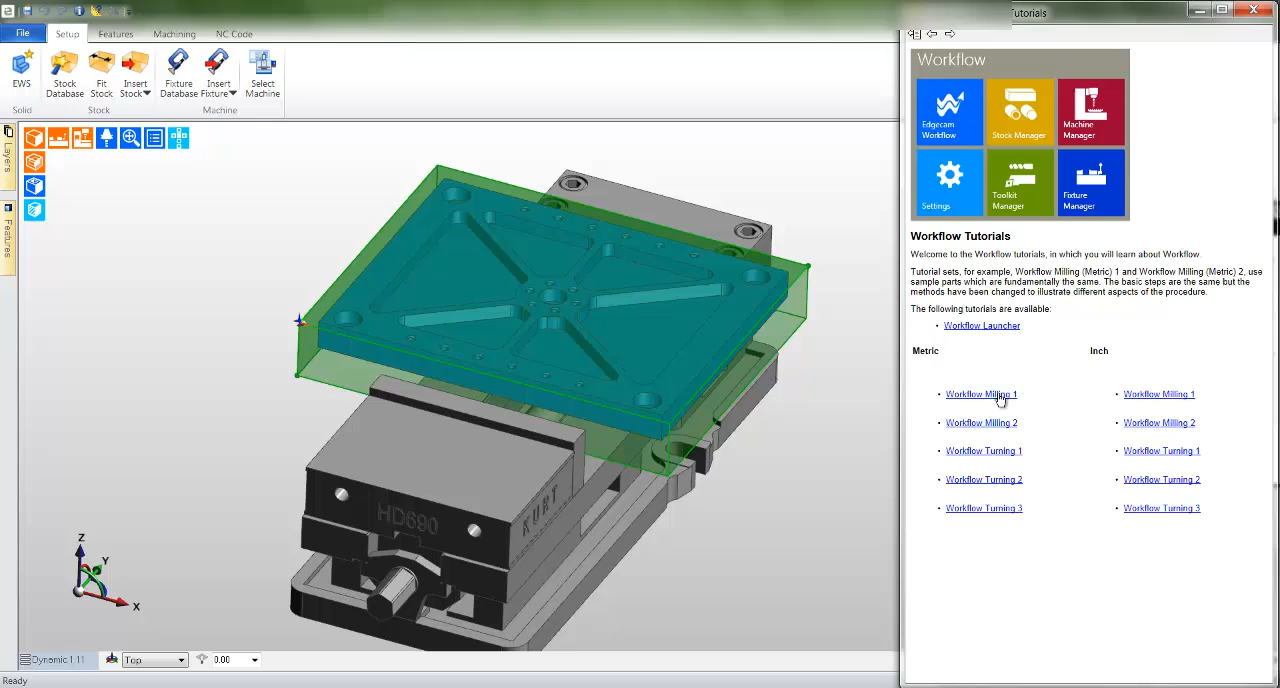 Tutorials
File Setup Features Machining NC Code
EWS
Stock Database
Fit Stock
Insert Stock
Fixture Database
Insert Fixture
Select Machine
Solid Stock Machine
Layers
Features
HD690
KURT
Z
Y
X
Dynamic 1:11 Top 0.00
Ready
Workflow
Edgecam Workflow
Stock Manager
Machine Manager
Settings
Toolkit Manager
Fixture Manager
Workflow Tutorials
Welcome to the Workflow tutorials, in which you will learn about Workflow.
Tutorial sets, for example, Workflow Milling (Metric) 1 and Workflow Milling (Metric) 2, use
sample parts which are fundamentally the same. The basic steps are the same but the
methods have been changed to illustrate different aspects of the procedure.
The following tutorials are available:
• Workflow Launcher
Metric Inch
• Workflow Milling 1 • Workflow Milling 1
• Workflow Milling 2 • Workflow Milling 2
• Workflow Turning 1 • Workflow Turning 1
• Workflow Turning 2 • Workflow Turning 2
• Workflow Turning 3 • Workflow Turning 3